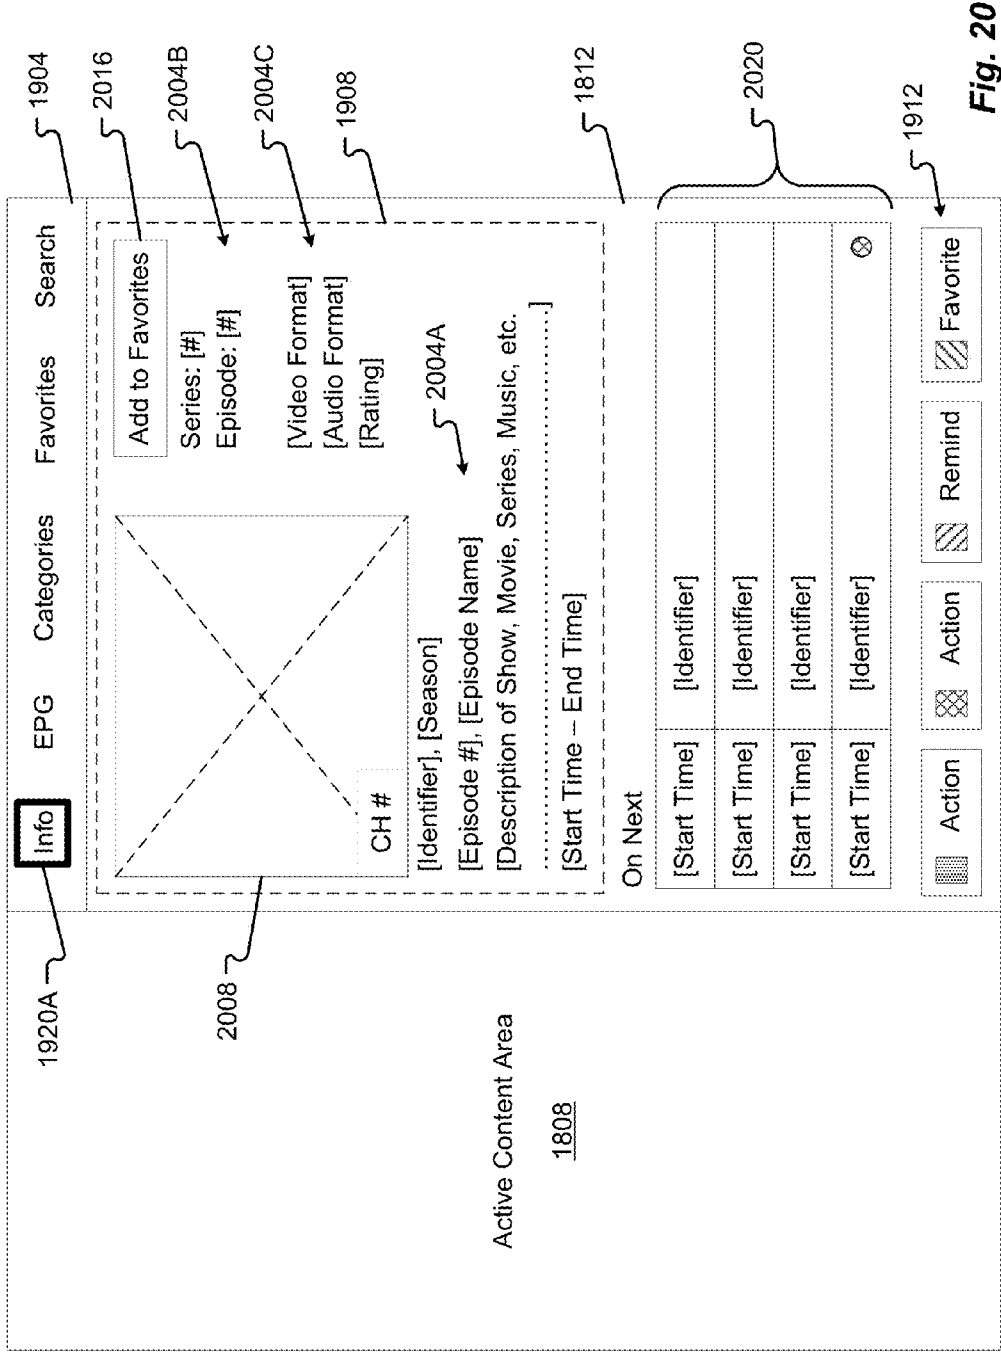 1904
2016
2004B
2004C
1908
1812
2020
1912
1920A
2008
Info EPG Categories Favorites Search
Add to Favorites
Series: [#]
Episode: [#]
[Video Format]
[Audio Format]
[Rating]
2004A
CH #
[Identifier], [Season]
[Episode #], [Episode Name]
[Description of Show, Movie, Series, Music, etc.
.......................................................]
[Start Time – End Time]
On Next
[Start Time] [Identifier]
[Start Time] [Identifier]
[Start Time] [Identifier]
[Start Time] [Identifier]
Action Action Remind Favorite
Active Content Area
1808
Fig. 20